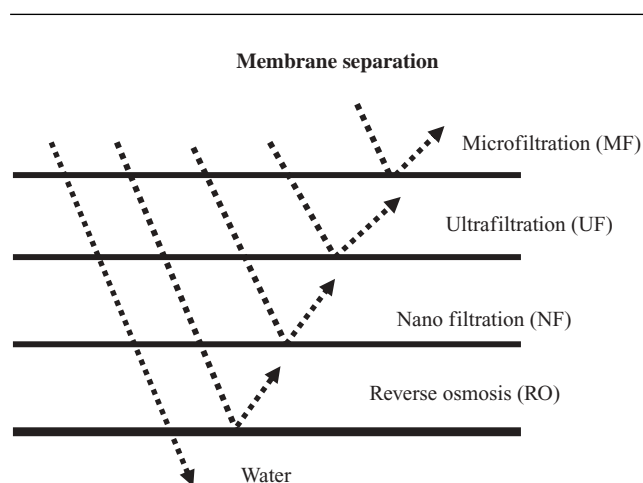 Membrane separation
Microfiltration (MF)
Ultrafiltration (UF)
Nano filtration (NF)
Reverse osmosis (RO)
Water